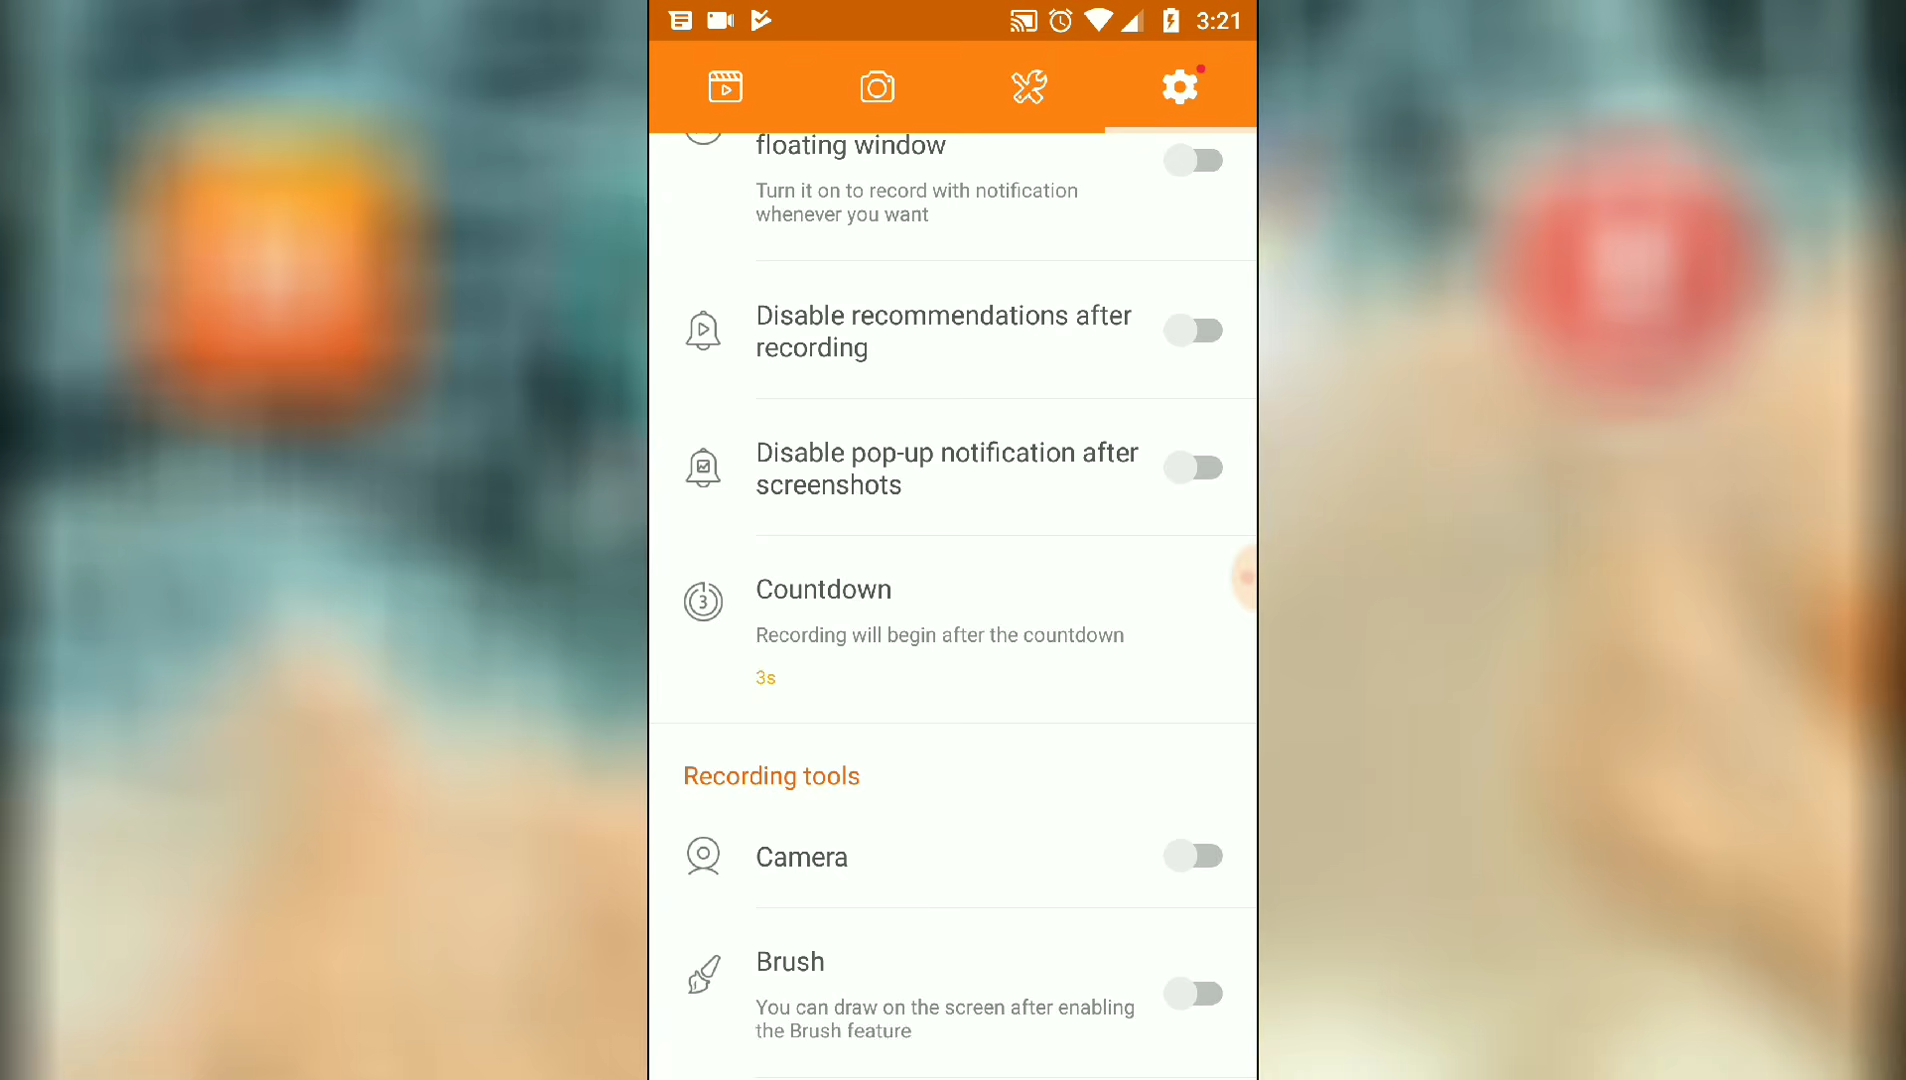 3:21
floating window
Turn it on to record with notification
whenever you want
Disable recommendations after
recording
Disable pop-up notification after
screenshots
3
Countdown
Recording will begin after the countdown
3s
Recording tools
Camera
Brush
You can draw on the screen after enabling
the Brush feature